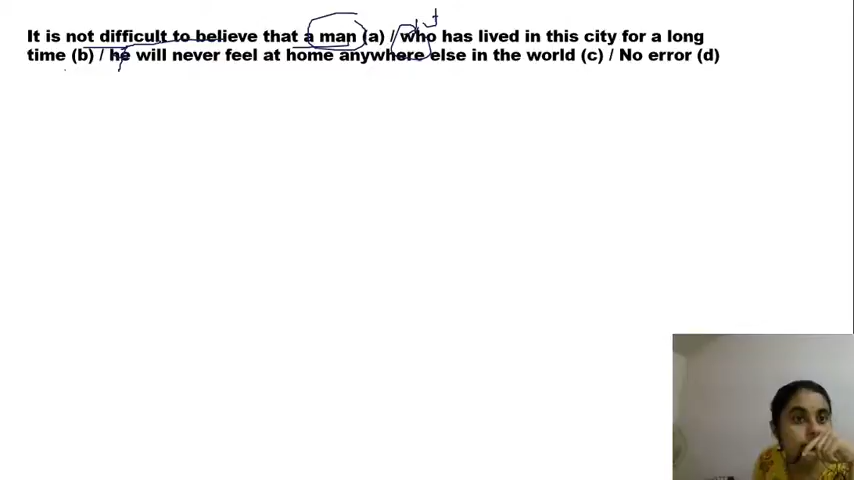 It is not difficult to believe that a man (a) / who has lived in this city for a long
time (b) / he will never feel at home anywhere else in the world (c) / No error (d)